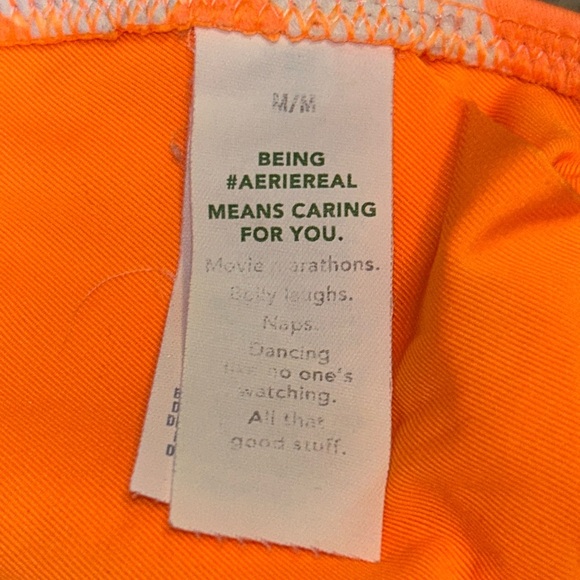 M/M
BEING
#AERIEREAL
MEANS CARING
FOR YOU.
Movie marathons.
Belly laughs.
Naps.
Dancing
like no one's
watching.
All that
good stuff.